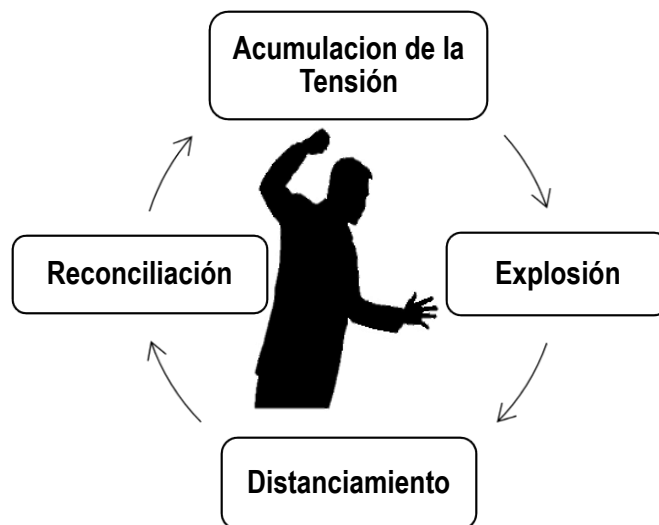 Acumulacion de la
Tensión
Reconciliación
Explosión
Distanciamiento